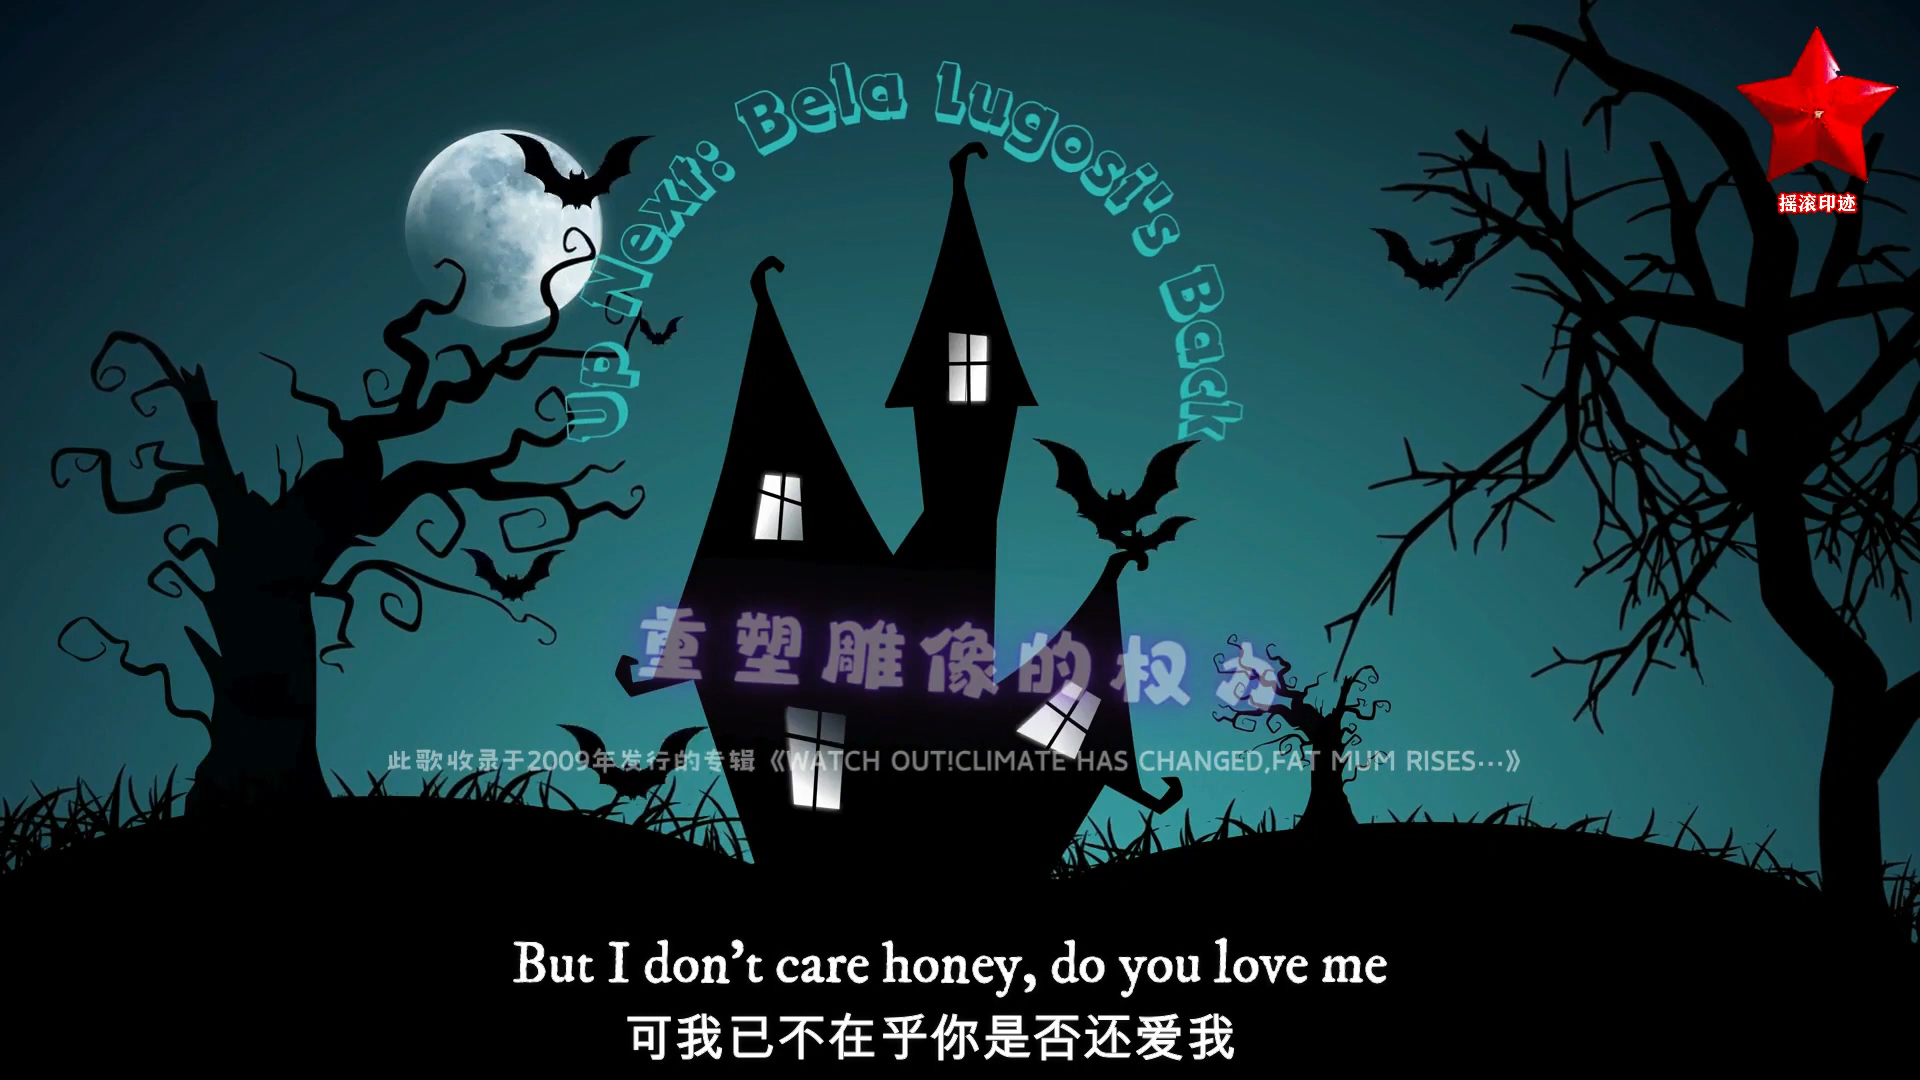 Up Next: Bela Lugosi's Back
摇滚印迹
重塑雕像的权力
此歌收录于2009年发行的专辑《WATCH OUT!CLIMATE HAS CHANGED,FAT MUM RISES…》
But I don't care honey, do you love me
可我已不在乎你是否还爱我